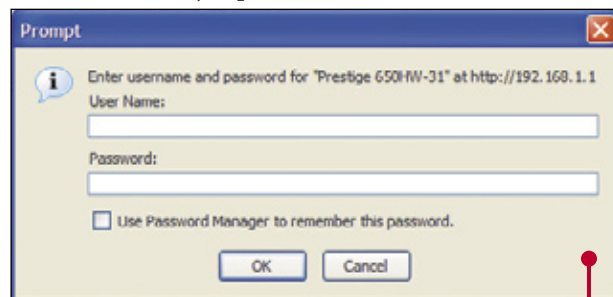 Prompt
Enter username and password for "Prestige 650HW-31" at http://192.168.1.1
User Name:
Password:
Use Password Manager to remember this password.
OK Cancel